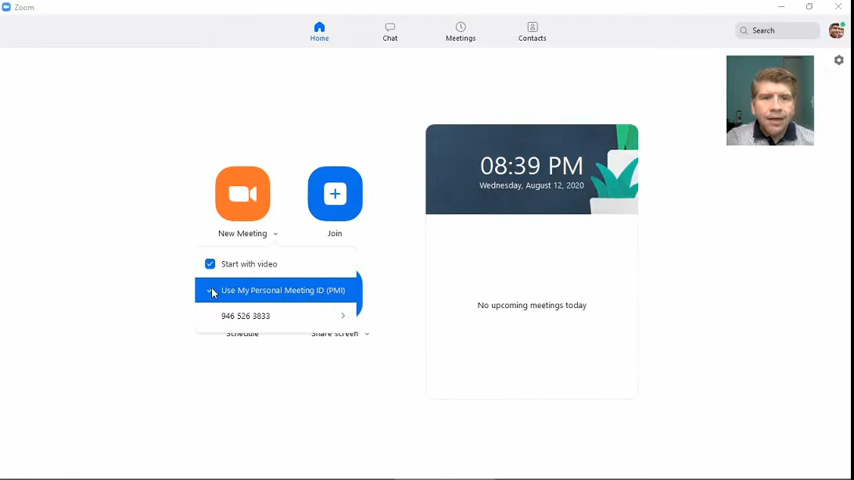 Zoom
Home
Chat
Meetings
Contacts
Search
New Meeting
Join
Start with video
Use My Personal Meeting ID (PMI)
946 526 3833
Schedule
Share screen
08:39 PM
Wednesday, August 12, 2020
No upcoming meetings today